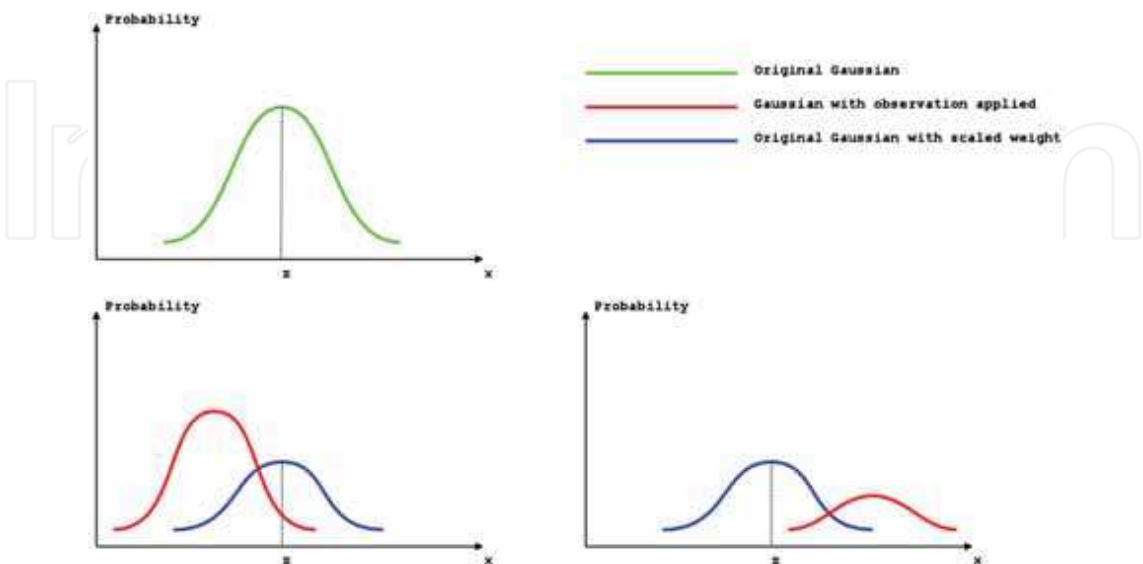 Probability
Original Gaussian
Gaussian with observation applied
Original Gaussian with scaled weight
x
Probability
Probability
x
x